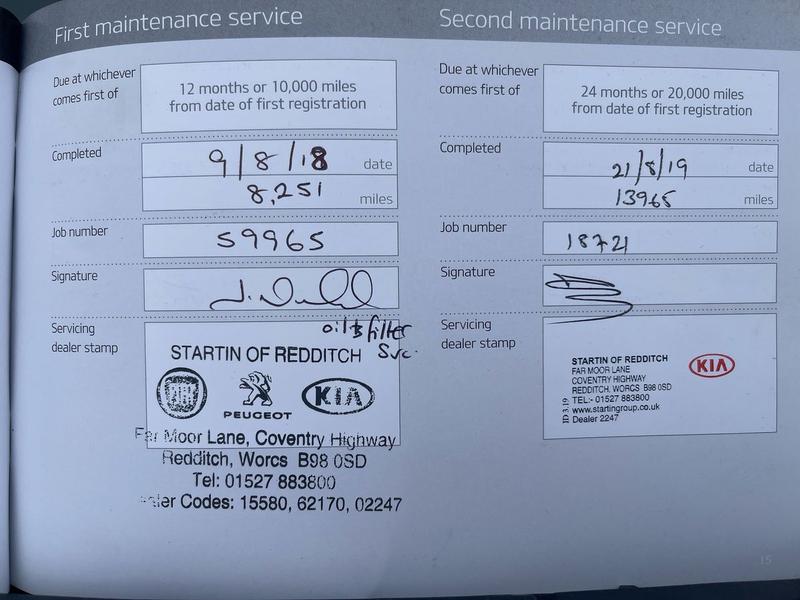 First maintenance service
Due at whichever
comes first of
12 months or 10,000 miles
from date of first registration
Completed
9/8/18 date
8,251 miles
Job number
59965
Signature
Servicing
dealer stamp
oil & filter
Svc.
STARTIN OF REDDITCH
FIAT
PEUGEOT
KIA
Far Moor Lane, Coventry Highway
Redditch, Worcs B98 0SD
Tel: 01527 883800
Codes: 15580, 62170, 02247
Second maintenance service
Due at whichever
comes first of
24 months or 20,000 miles
from date of first registration
Completed
21/8/19 date
13965 miles
Job number
18721
Signature
Servicing
dealer stamp
STARTIN OF REDDITCH
FAR MOOR LANE
COVENTRY HIGHWAY
REDDITCH, WORCS B98 0SD
TEL:- 01527 883800
www.startingroup.co.uk
Dealer 2247
ID 3.19
KIA
15